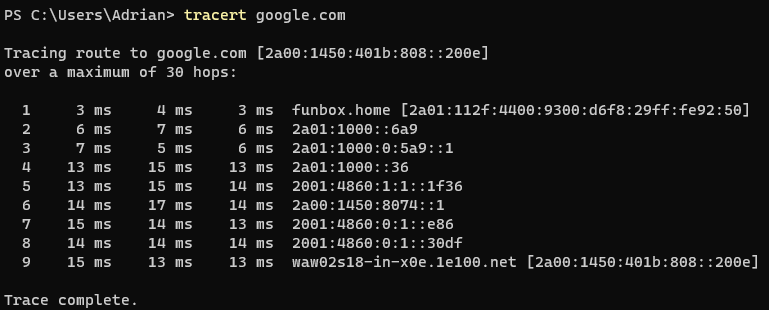 PS C:\Users\Adrian> tracert google.com
Tracing route to google.com [2a00:1450:401b:808::200e]
over a maximum of 30 hops:
1 3 ms 4 ms 3 ms funbox.home [2a01:112f:4400:9300:d6f8:29ff:fe92:50]
2 6 ms 7 ms 6 ms 2a01:1000::6a9
3 7 ms 5 ms 6 ms 2a01:1000:0:5a9::1
4 13 ms 15 ms 13 ms 2a01:1000::36
5 13 ms 15 ms 14 ms 2001:4860:1:1::1f36
6 14 ms 17 ms 14 ms 2a00:1450:8074::1
7 15 ms 14 ms 13 ms 2001:4860:0:1::e86
8 14 ms 14 ms 14 ms 2001:4860:0:1::30df
9 15 ms 13 ms 13 ms waw02s18-in-x0e.1e100.net [2a00:1450:401b:808::200e]
Trace complete.